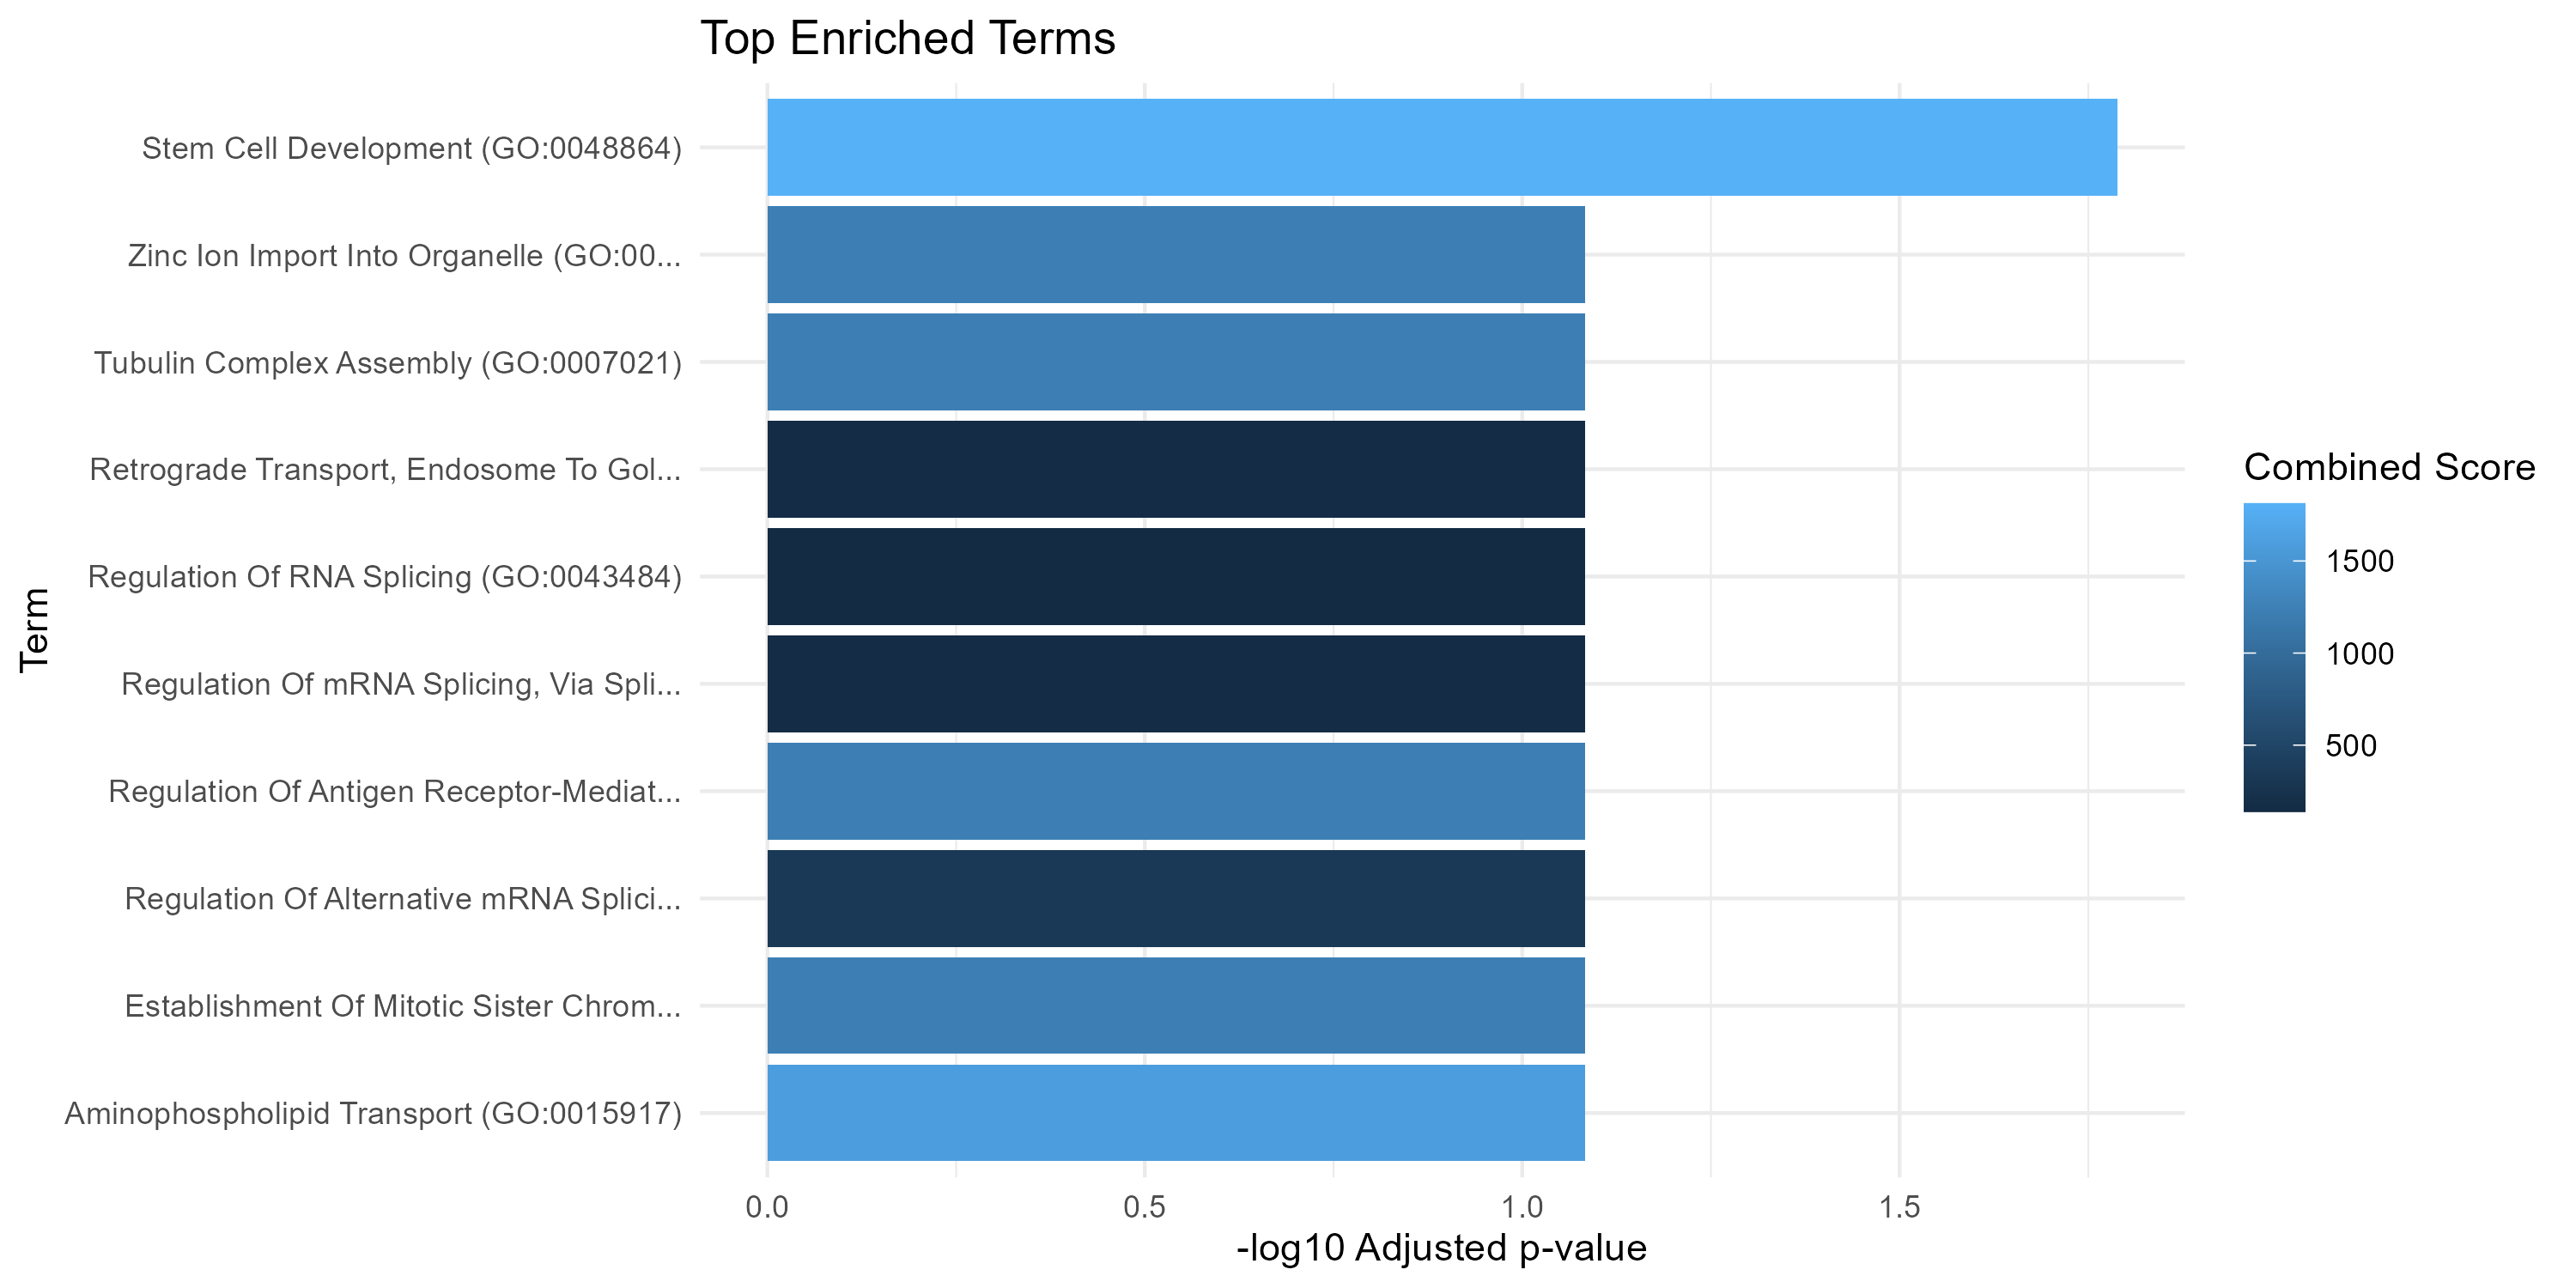 Top Enriched Terms
Term
Stem Cell Development (GO:0048864)
Zinc Ion Import Into Organelle (GO:00...
Tubulin Complex Assembly (GO:0007021)
Retrograde Transport, Endosome To Gol...
Regulation Of RNA Splicing (GO:0043484)
Regulation Of mRNA Splicing, Via Spli...
Regulation Of Antigen Receptor-Mediat...
Regulation Of Alternative mRNA Splici...
Establishment Of Mitotic Sister Chrom...
Aminophospholipid Transport (GO:0015917)
0.0 0.5 1.0 1.5
-log10 Adjusted p-value
Combined Score
1500
1000
500